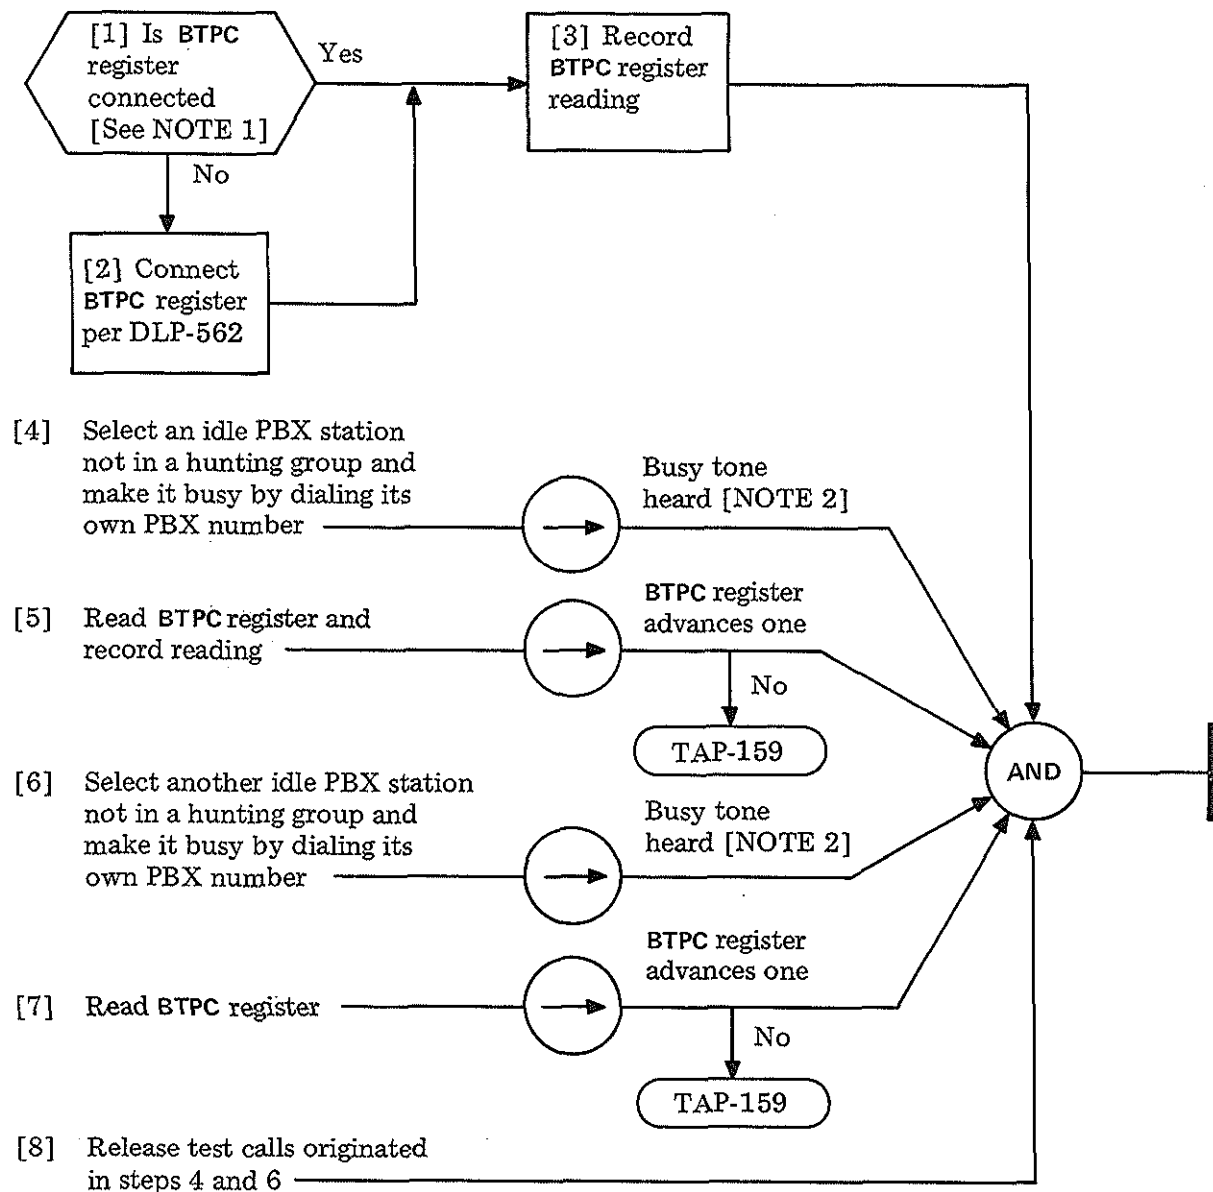 [1] Is BTPC
register
connected
[See NOTE 1]
Yes
No
[2] Connect
BTPC register
per DLP-562
[3] Record
BTPC register
reading
[4] Select an idle PBX station
not in a hunting group and
make it busy by dialing its
own PBX number
Busy tone
heard [NOTE 2]
[5] Read BTPC register and
record reading
BTPC register
advances one
No
TAP-159
[6] Select another idle PBX station
not in a hunting group and
make it busy by dialing its
own PBX number
Busy tone
heard [NOTE 2]
AND
[7] Read BTPC register
BTPC register
advances one
No
TAP-159
[8] Release test calls originated
in steps 4 and 6